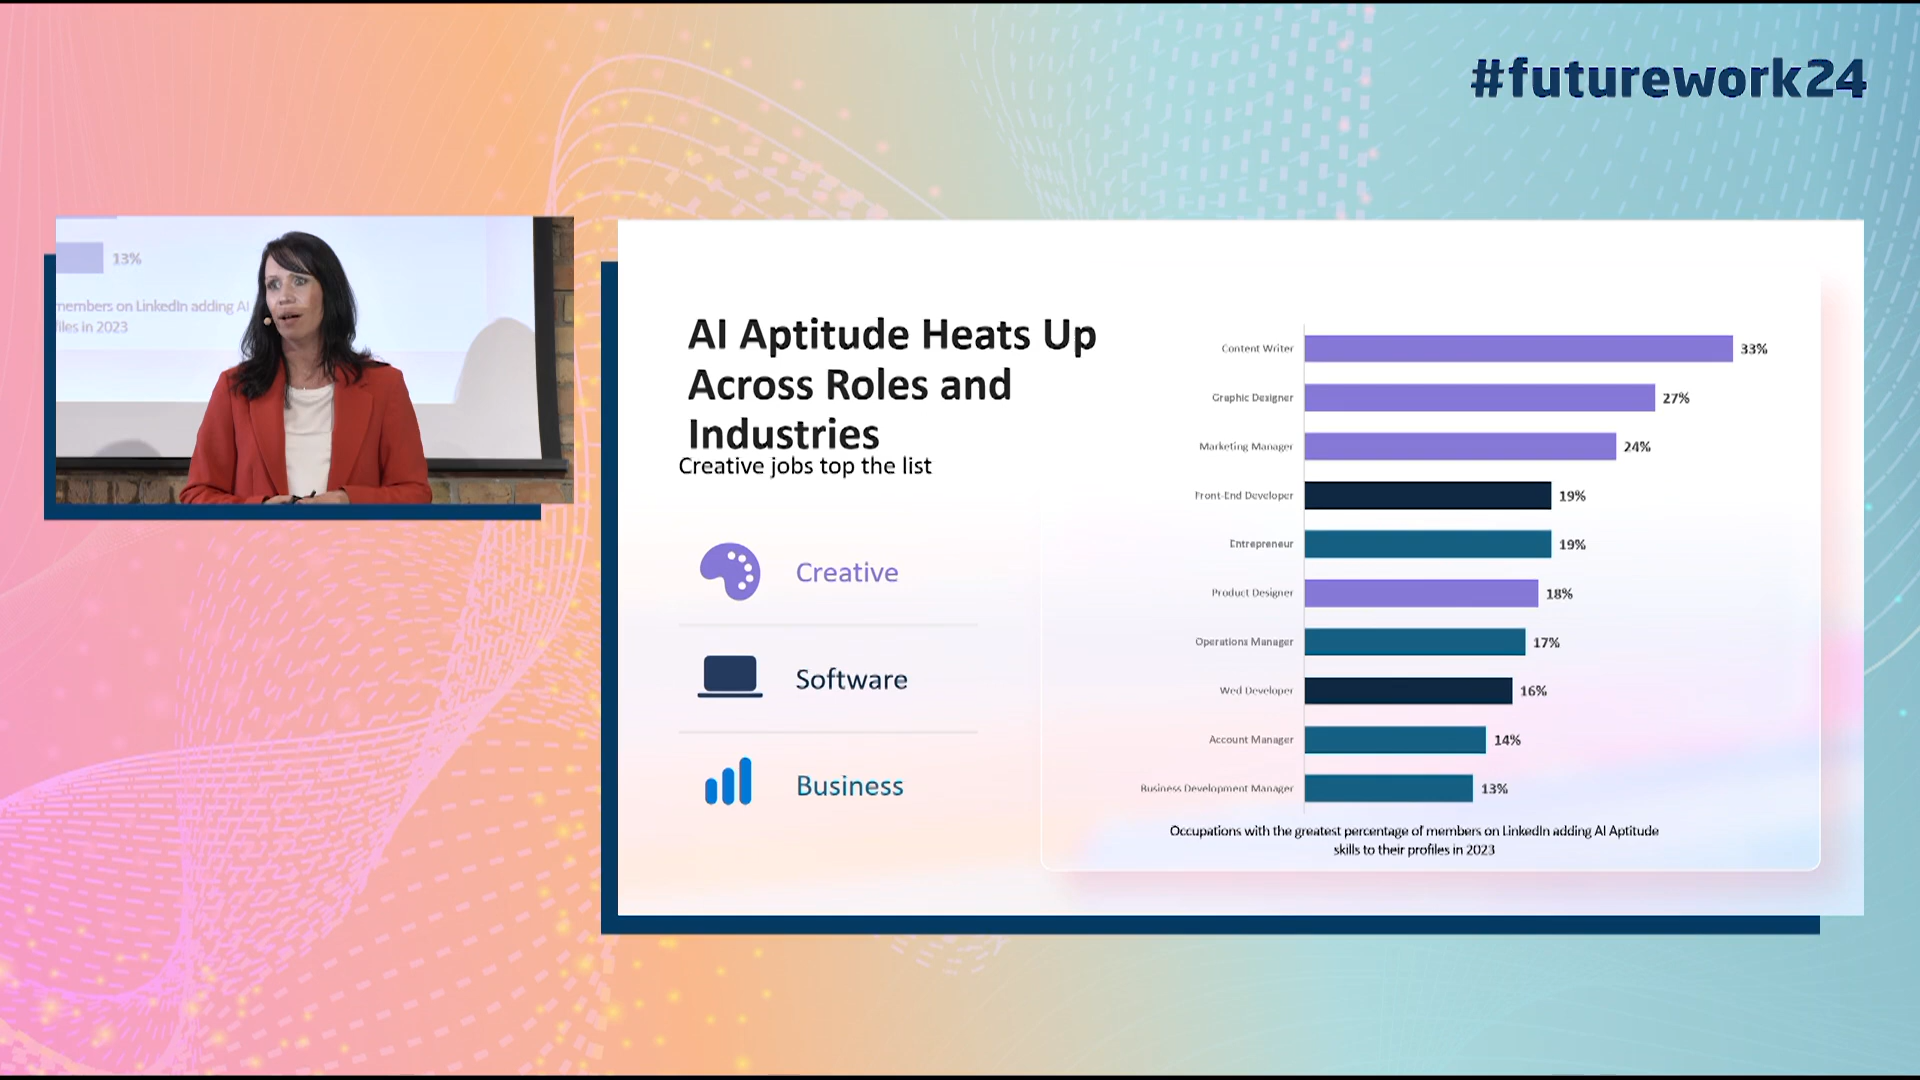 #futurework24
13%
members on LinkedIn adding AI
files in 2023
AI Aptitude Heats Up
Across Roles and
Industries
Creative jobs top the list
Creative
Software
Business
Content Writer 33%
Graphic Designer 27%
Marketing Manager 24%
Front-End Developer 19%
Entrepreneur 19%
Product Designer 18%
Operations Manager 17%
Wed Developer 16%
Account Manager 14%
Business Development Manager 13%
Occupations with the greatest percentage of members on LinkedIn adding AI Aptitude
skills to their profiles in 2023